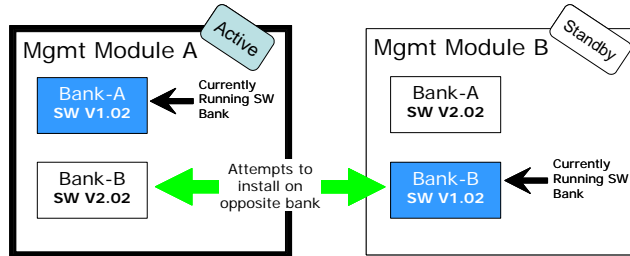 Active
Mgmt Module A
Bank-A
SW V1.02
Currently
Running SW
Bank
Bank-B
SW V2.02
Attempts to
install on
opposite bank
Standby
Mgmt Module B
Bank-A
SW V2.02
Bank-B
SW V1.02
Currently
Running SW
Bank